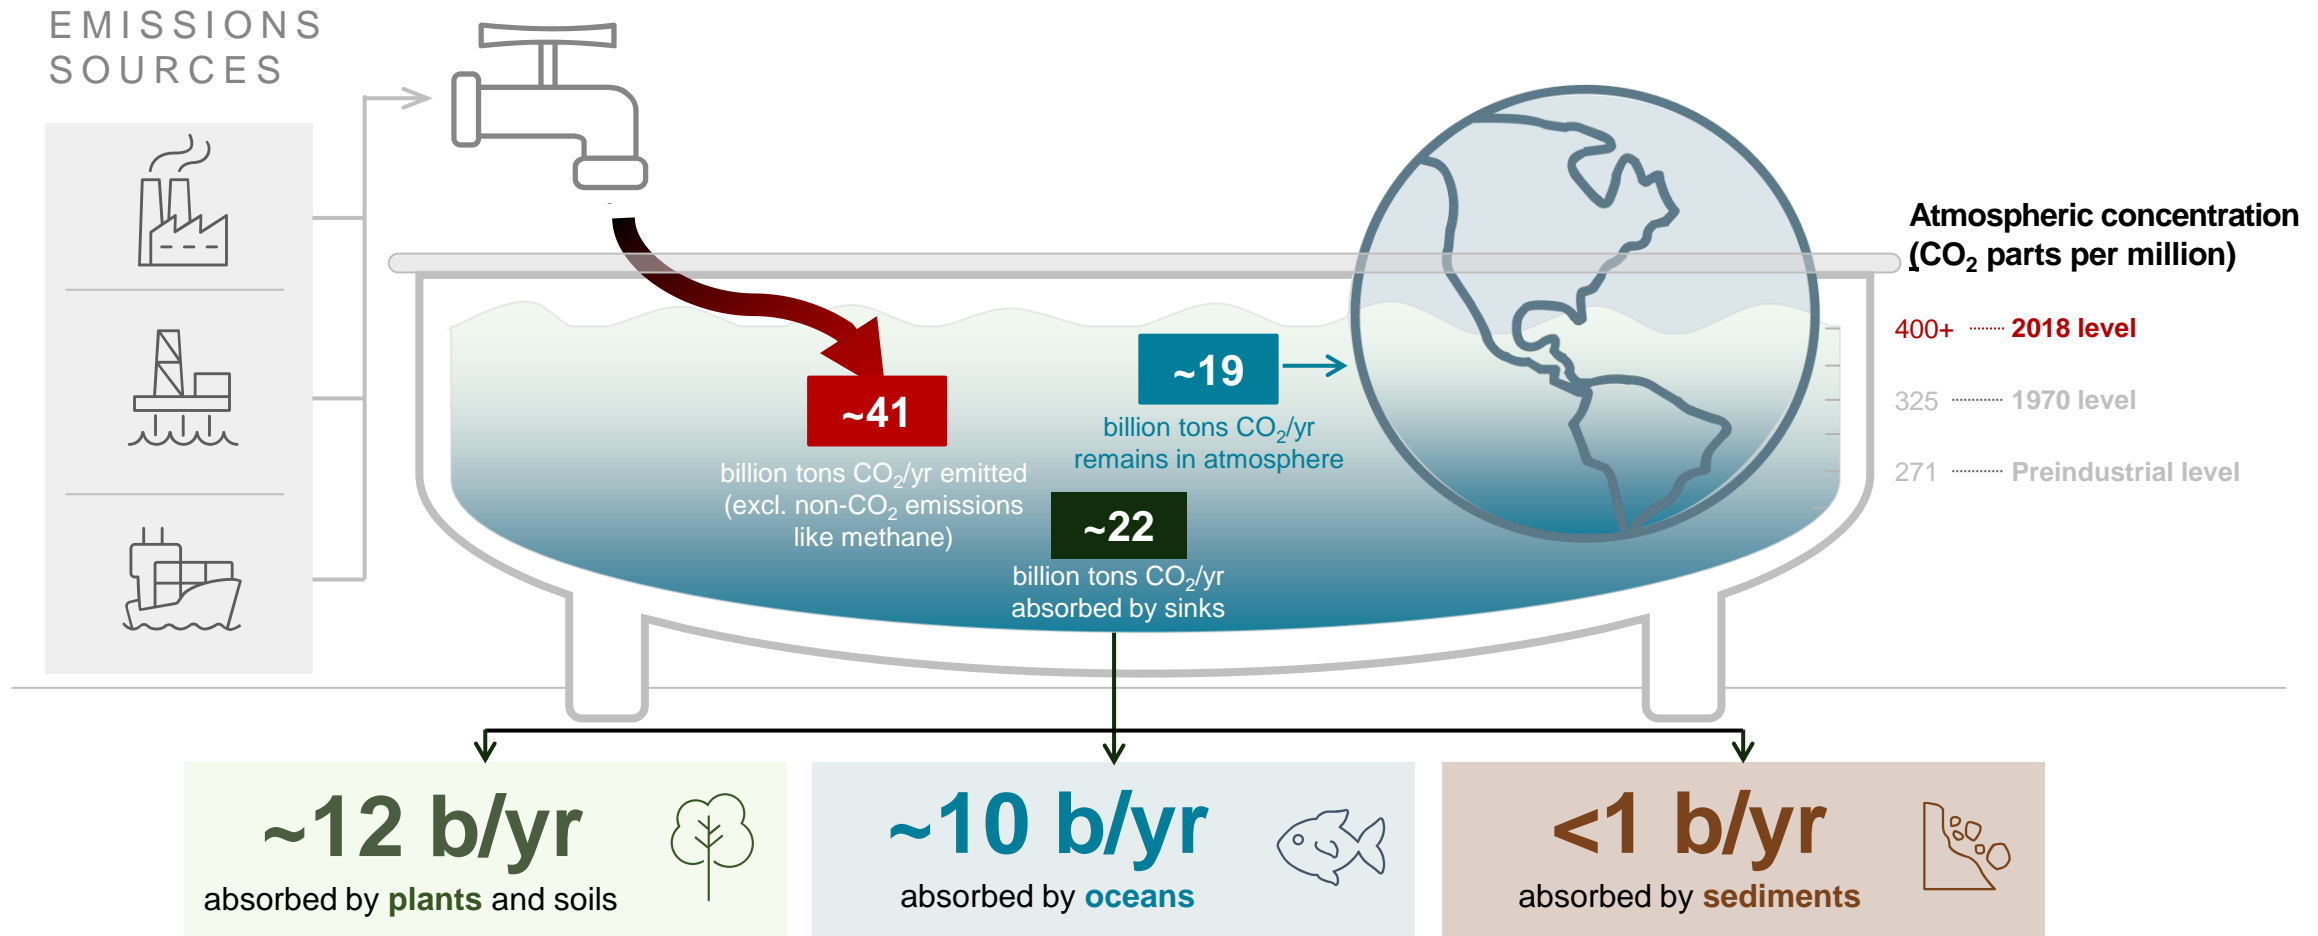 EMISSIONS
SOURCES
Atmospheric concentration
(CO₂ parts per million)
400+ 2018 level
325 1970 level
271 Preindustrial level
~41
billion tons CO₂/yr emitted
(excl. non-CO₂ emissions
like methane)
~19
billion tons CO₂/yr
remains in atmosphere
~22
billion tons CO₂/yr
absorbed by sinks
~12 b/yr
absorbed by plants and soils
~10 b/yr
absorbed by oceans
<1 b/yr
absorbed by sediments